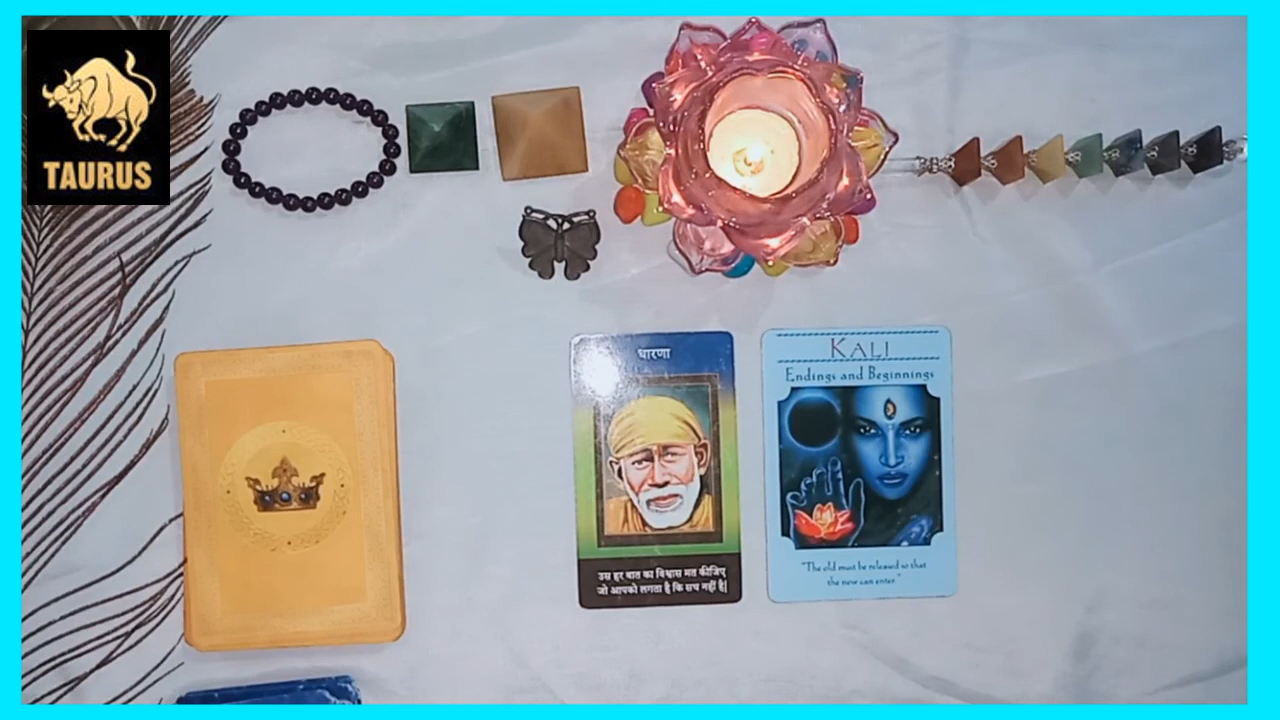 TAURUS
धारणा
उस हर बात का विश्वास मत कीजिए
जो आपको लगता है कि सच नहीं है|
KALI
Endings and Beginnings
"The old must be released so that
the new can enter."